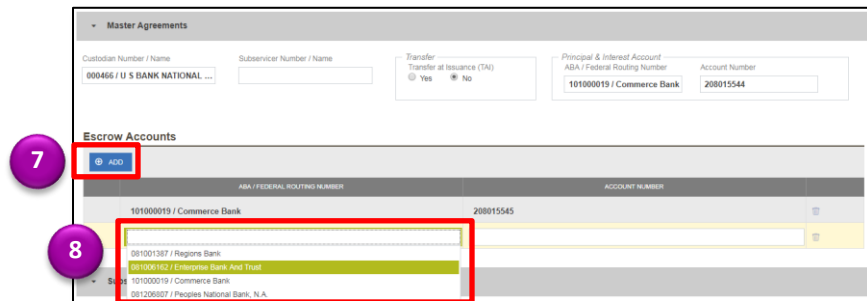 Master Agreements
Custodian Number / Name
Subservicer Number / Name
Transfer
Transfer at Issuance (TAI)
Yes
No
Principal & Interest Account
ABA / Federal Routing Number
Account Number
000466 / U S BANK NATIONAL ...
101000019 / Commerce Bank
208015544
Escrow Accounts
7
ADD
ABA / FEDERAL ROUTING NUMBER
ACCOUNT NUMBER
101000019 / Commerce Bank
208015545
8
081001387 / Regions Bank
081006162 / Enterprise Bank And Trust
Subs
101000019 / Commerce Bank
081206807 / Peoples National Bank, N.A.